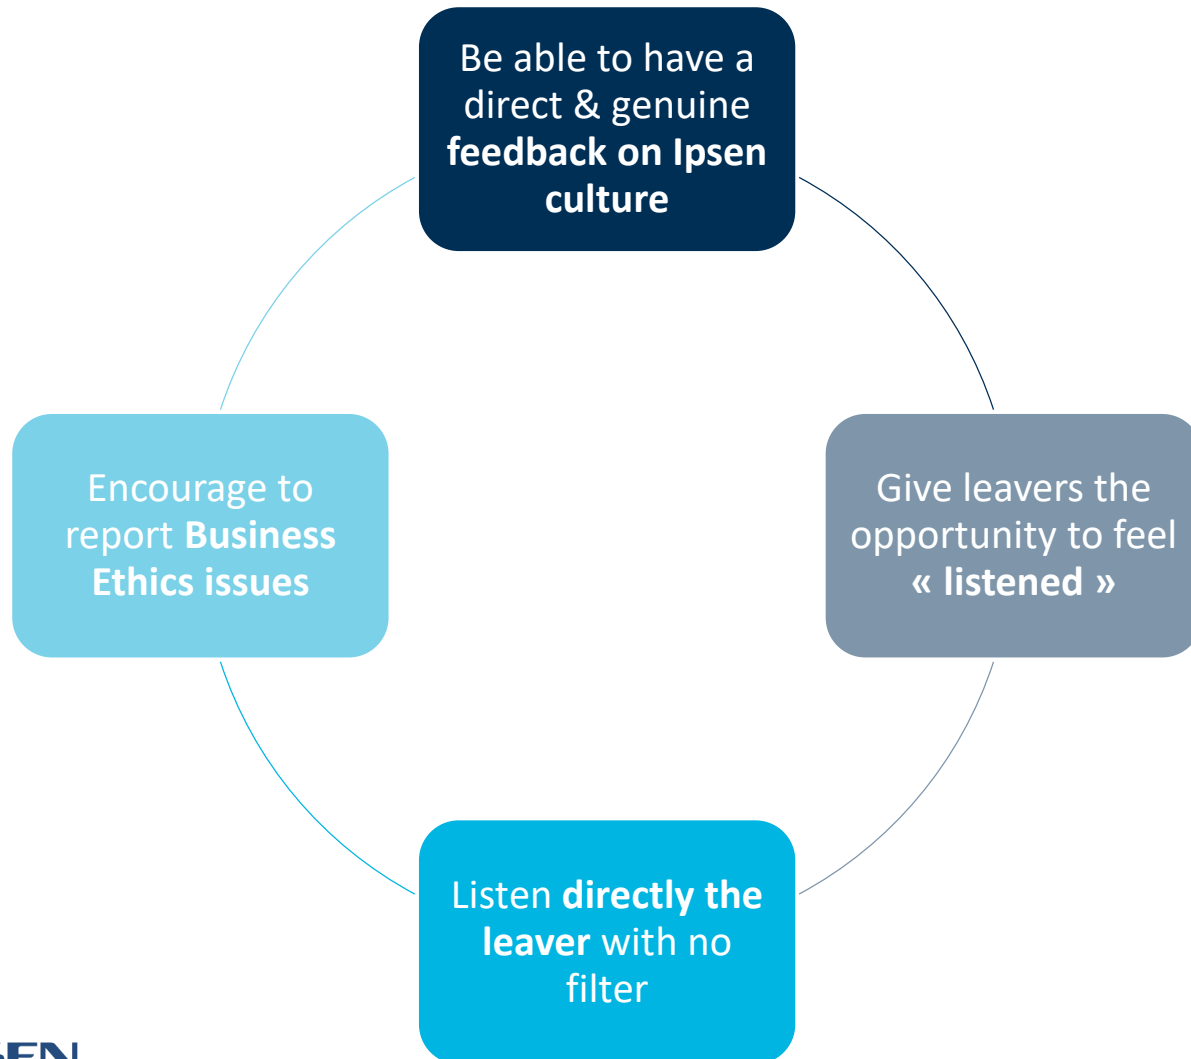 Be able to have a
direct & genuine
feedback on Ipsen
culture
Encourage to
report Business
Ethics issues
Give leavers the
opportunity to feel
« listened »
Listen directly the
leaver with no
filter